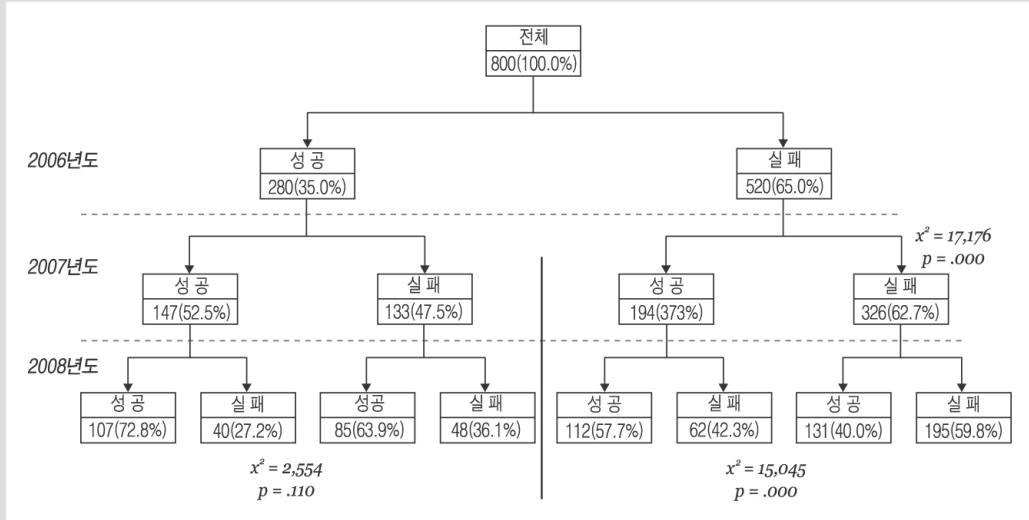 전체
800(100.0%)
2006년도
성 공
280(35.0%)
실 패
520(65.0%)
x² = 17,176
p = .000
2007년도
성 공
147(52.5%)
실 패
133(47.5%)
성 공
194(373%)
실 패
326(62.7%)
2008년도
성 공
107(72.8%)
실 패
40(27.2%)
성공
85(63.9%)
실 패
48(36.1%)
성 공
112(57.7%)
실 패
62(42.3%)
성 공
131(40.0%)
실 패
195(59.8%)
x² = 2,554
p = .110
x² = 15,045
p = .000